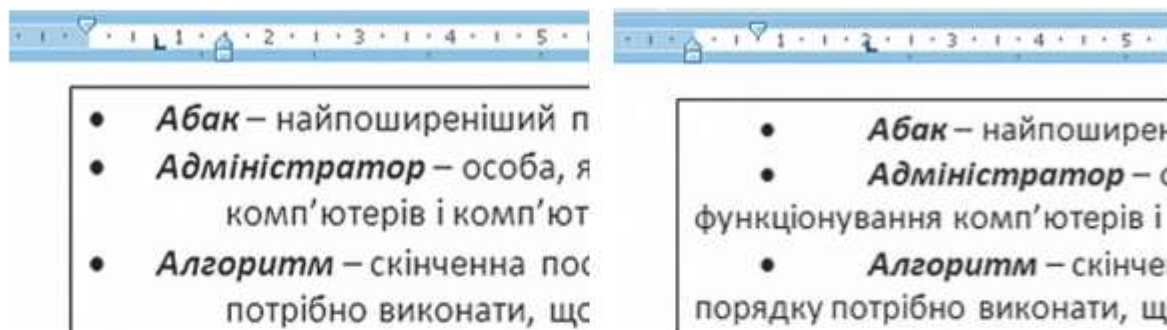 1 2 3 4 5
• Абак – найпоширеніший п
• Адміністратор – особа, я
комп’ютерів і комп’ют
• Алгоритм – скінченна пос
потрібно виконати, що
1 2 3 4 5
• Абак – найпоширен
• Адміністратор – о
функціонування комп’ютерів і
• Алгоритм – скінче
порядку потрібно виконати, щ